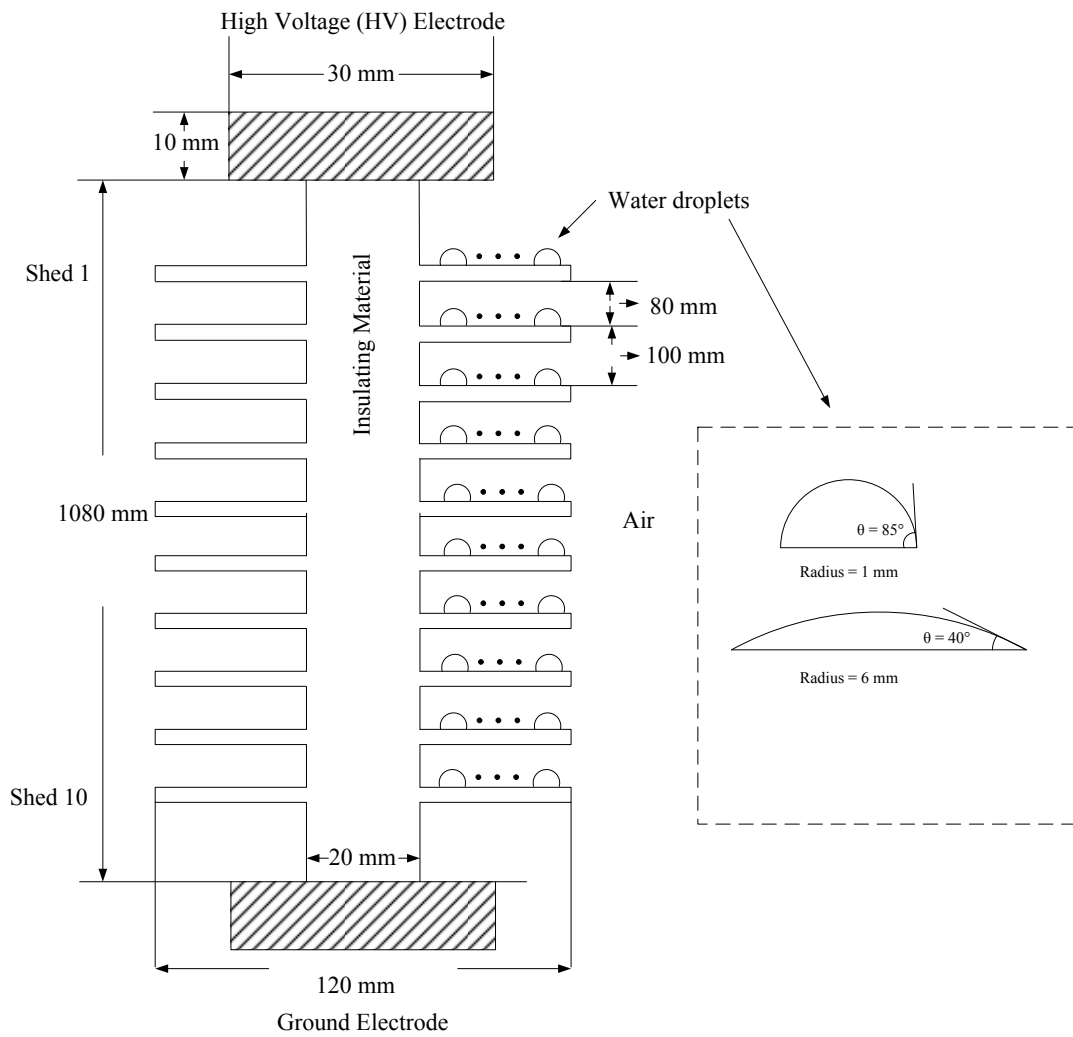 High Voltage (HV) Electrode
30 mm
10 mm
Water droplets
Shed 1
Insulating Material
80 mm
100 mm
1080 mm
Air
θ = 85°
Radius = 1 mm
θ = 40°
Radius = 6 mm
Shed 10
20 mm
120 mm
Ground Electrode